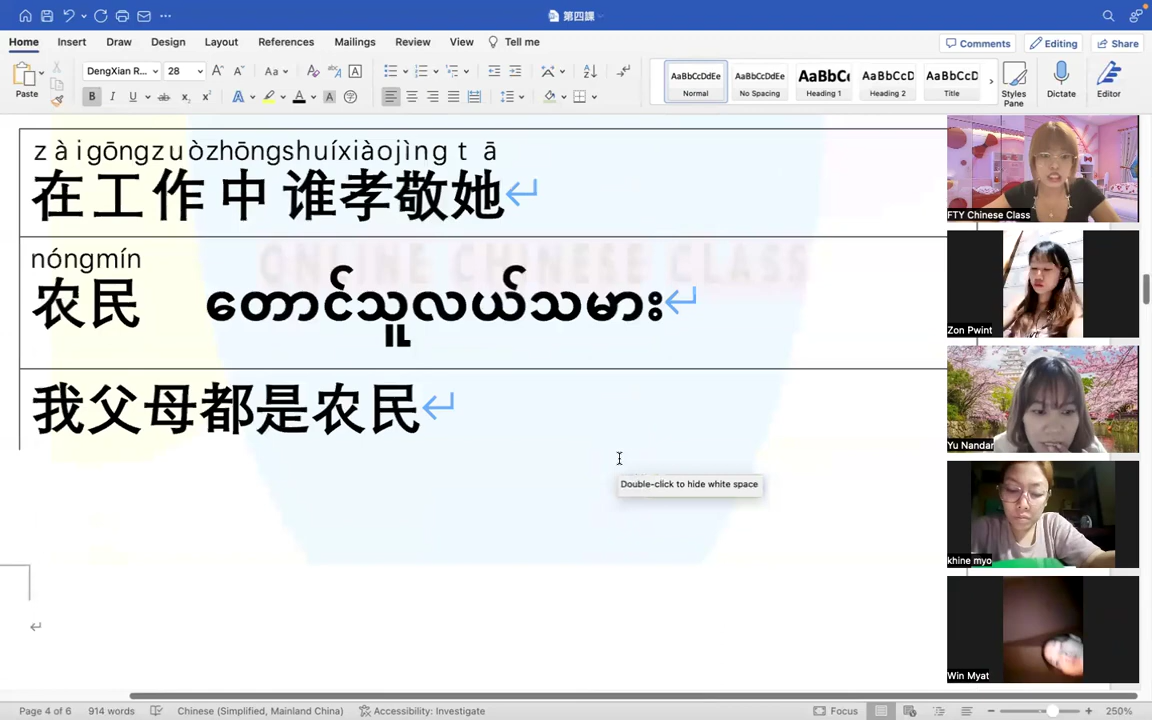 第四課
Home Insert Draw Design Layout References Mailings Review View Tell me
Comments Editing Share
Paste
DengXian R... 28
AaBbCcDdEe Normal
AaBbCcDdEe No Spacing
AaBbC Heading 1
AaBbCcD Heading 2
AaBbCcD Title
Styles Pane
Dictate
Editor
zàigōngzuòzhōngshuíxiàojìng tā
在工作中谁孝敬她
ONLINE CHINESE CLASS
nóngmín
农民 တောင်သူလယ်သမား
我父母都是农民
Double-click to hide white space
FTY Chinese Class
Zon Pwint
Yu Nandar
khine myo
Win Myat
Page 4 of 6 914 words Chinese (Simplified, Mainland China) Accessibility: Investigate Focus 250%